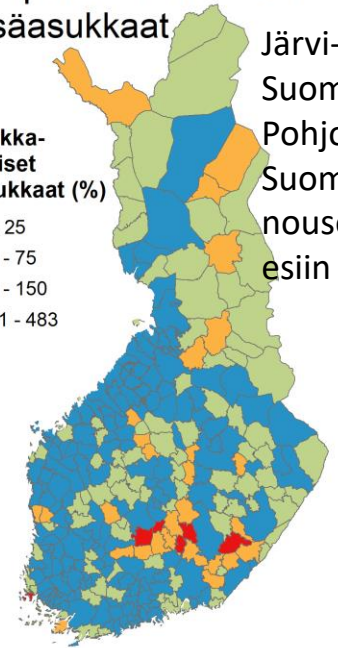 säasukkaat
Järvi-
Suom
Pohjo
Suom
nouse
esiin
kka-
iset
ukkaat (%)
25
- 75
- 150
1 - 483